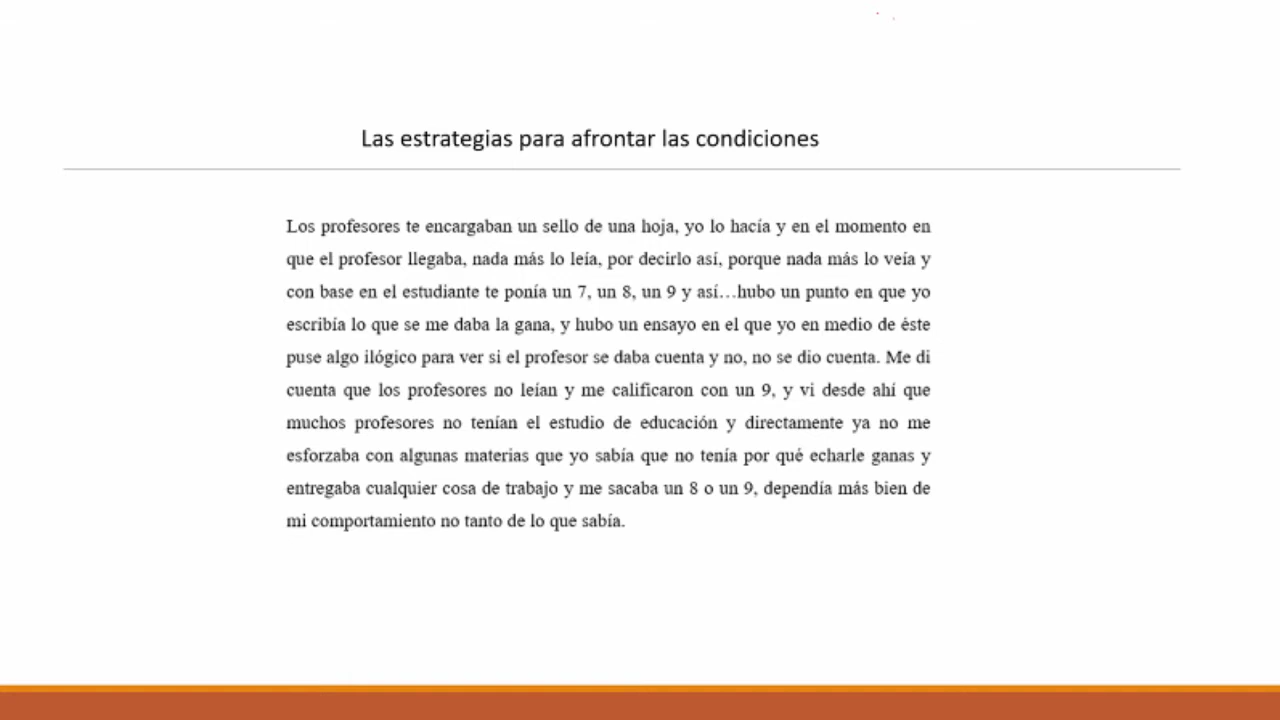 Las estrategias para afrontar las condiciones
Los profesores te encargaban un sello de una hoja, yo lo hacía y en el momento en
que el profesor llegaba, nada más lo leía, por decirlo así, porque nada más lo veía y
con base en el estudiante te ponía un 7, un 8, un 9 y así…hubo un punto en que yo
escribía lo que se me daba la gana, y hubo un ensayo en el que yo en medio de éste
puse algo ilógico para ver si el profesor se daba cuenta y no, no se dio cuenta. Me di
cuenta que los profesores no leían y me calificaron con un 9, y vi desde ahí que
muchos profesores no tenían el estudio de educación y directamente ya no me
esforzaba con algunas materias que yo sabía que no tenía por qué echarle ganas y
entregaba cualquier cosa de trabajo y me sacaba un 8 o un 9, dependía más bien de
mi comportamiento no tanto de lo que sabía.